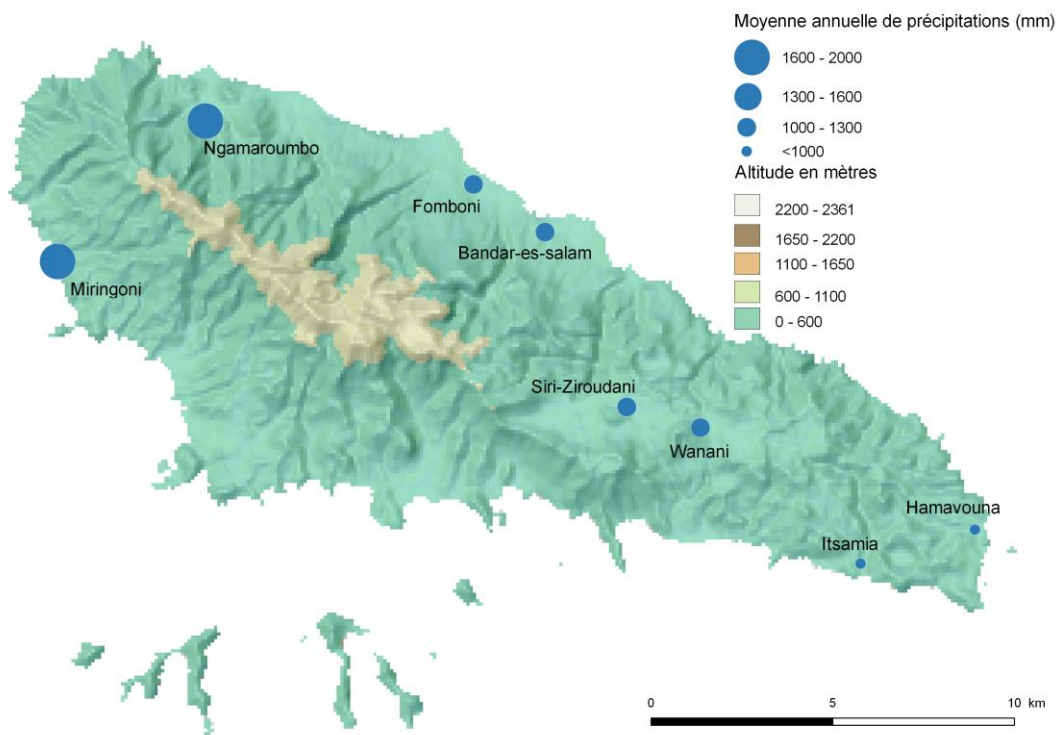 Moyenne annuelle de précipitations (mm)
1600 - 2000
1300 - 1600
1000 - 1300
<1000
Altitude en mètres
2200 - 2361
1650 - 2200
1100 - 1650
600 - 1100
0 - 600
Ngamaroumbo
Fomboni
Bandar-es-salam
Miringoni
Siri-Ziroudani
Wanani
Hamavouna
Itsamia
0 5 10 km